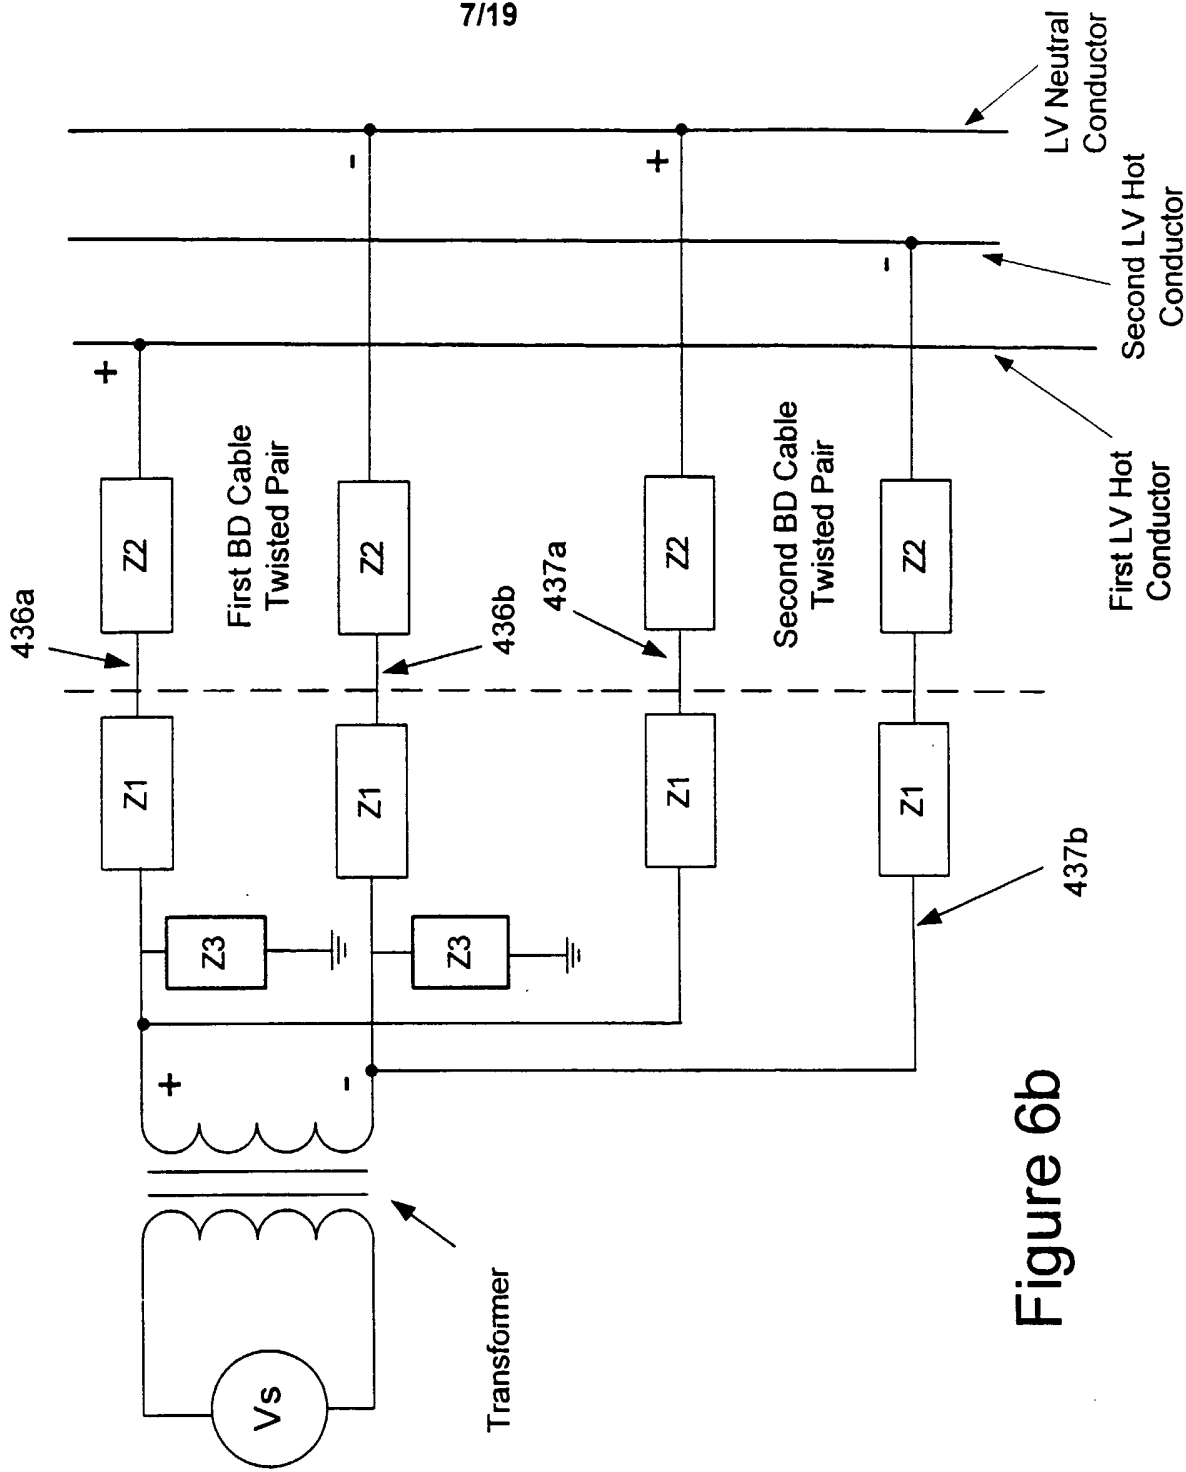 7/19
LV Neutral
Conductor
Second LV Hot
Conductor
First LV Hot
Conductor
+
-
+
-
436a
Z2
First BD Cable
Twisted Pair
Z2
436b
437a
Z2
Second BD Cable
Twisted Pair
Z2
Z1
Z1
Z1
Z1
437b
Z3
Z3
+
-
Transformer
Vs
Figure 6b